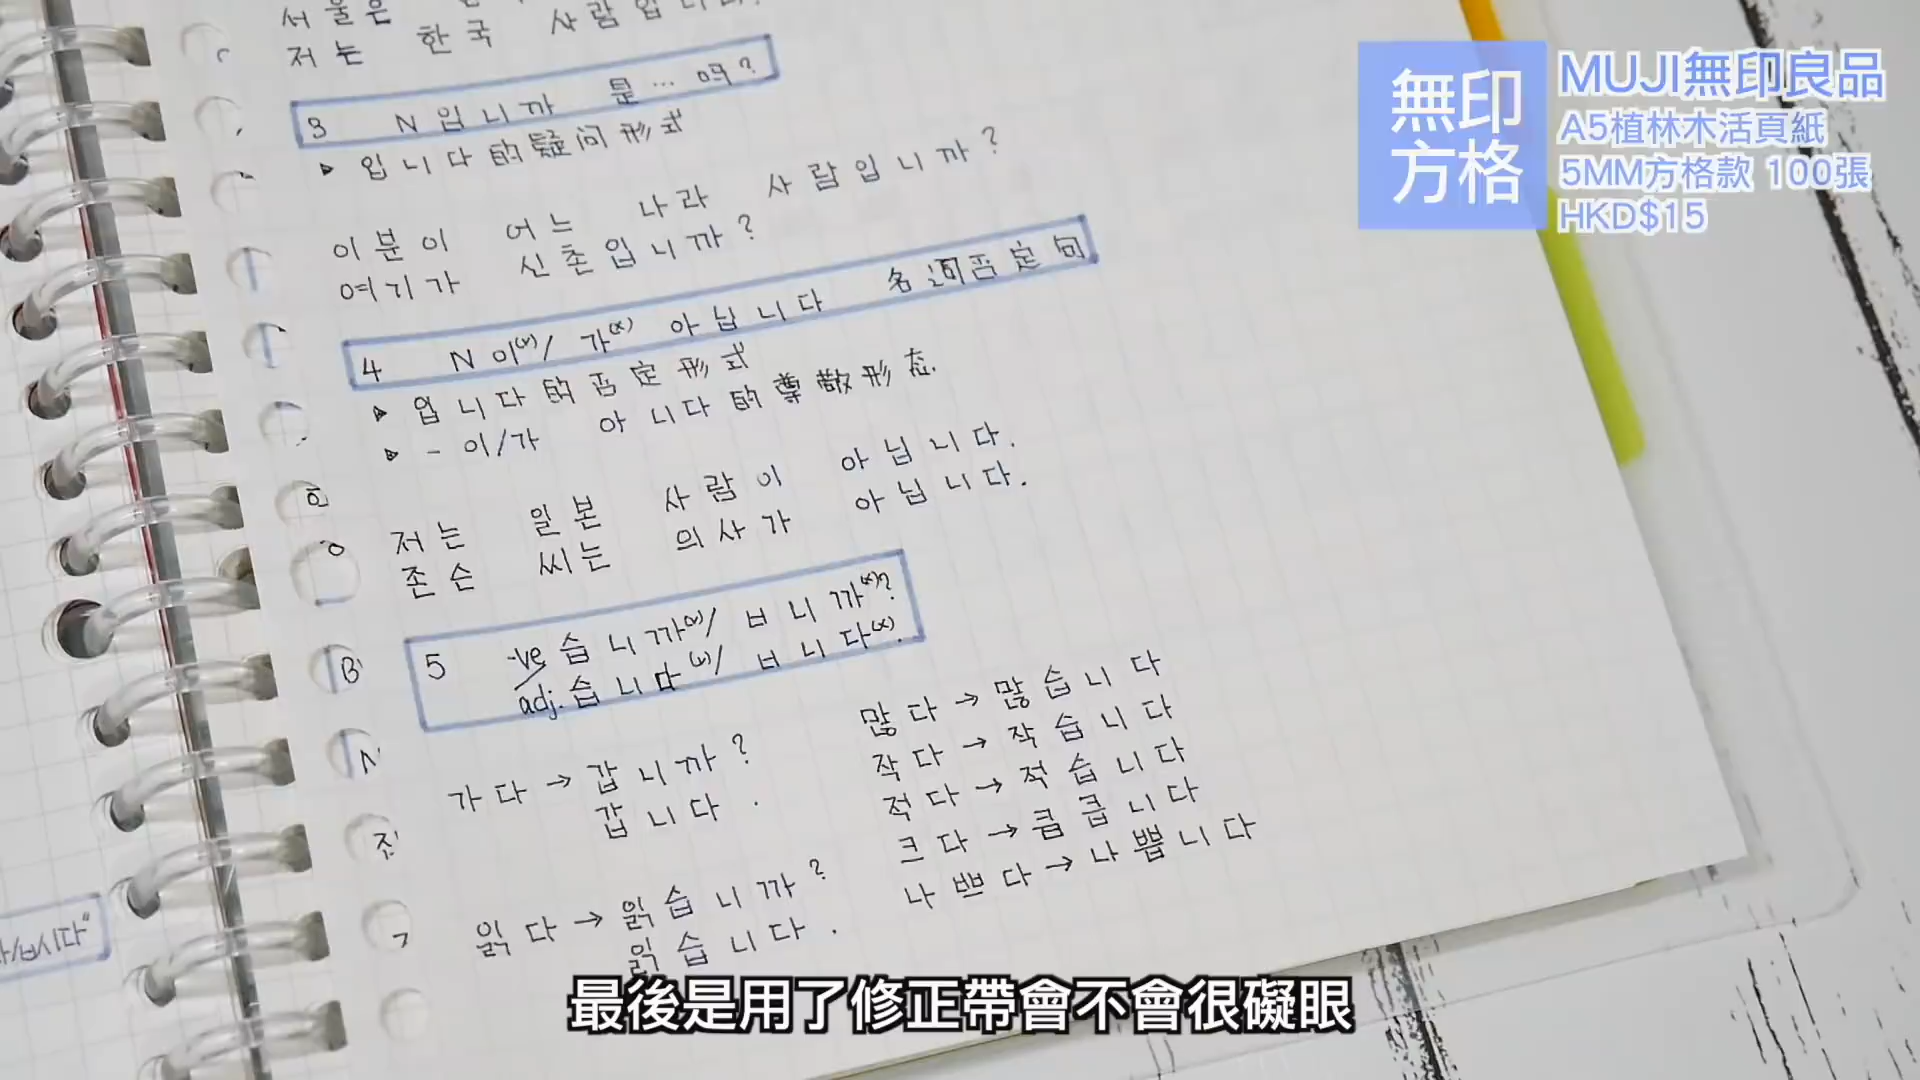 저는 한국 사람입니다.
3 N입니까 是…吗?
▸ 입니다的疑问形式
이분이 어느 나라 사람입니까?
여기가 신촌입니까?
4 N 이(v)/가(x) 아닙니다 名词否定句
▸ 입니다的否定形式
▸ -이/가 아니다的尊敬形态.
저는 일본 사람이 아닙니다.
존슨 씨는 의사가 아닙니다.
5 -ve 습니까(v)/ㅂ니까(x)?
adj. 습니다(v)/ㅂ니다(x).
가다→갑니까?
갑니다.
읽다→읽습니까?
읽습니다.
많다→많습니다
작다→작습니다
적다→적습니다
크다→큽큽니다
나쁘다→나쁩니다
無印
方格
MUJI無印良品
A5植林木活頁紙
5MM方格款 100張
HKD$15
最後是用了修正帶會不會很礙眼